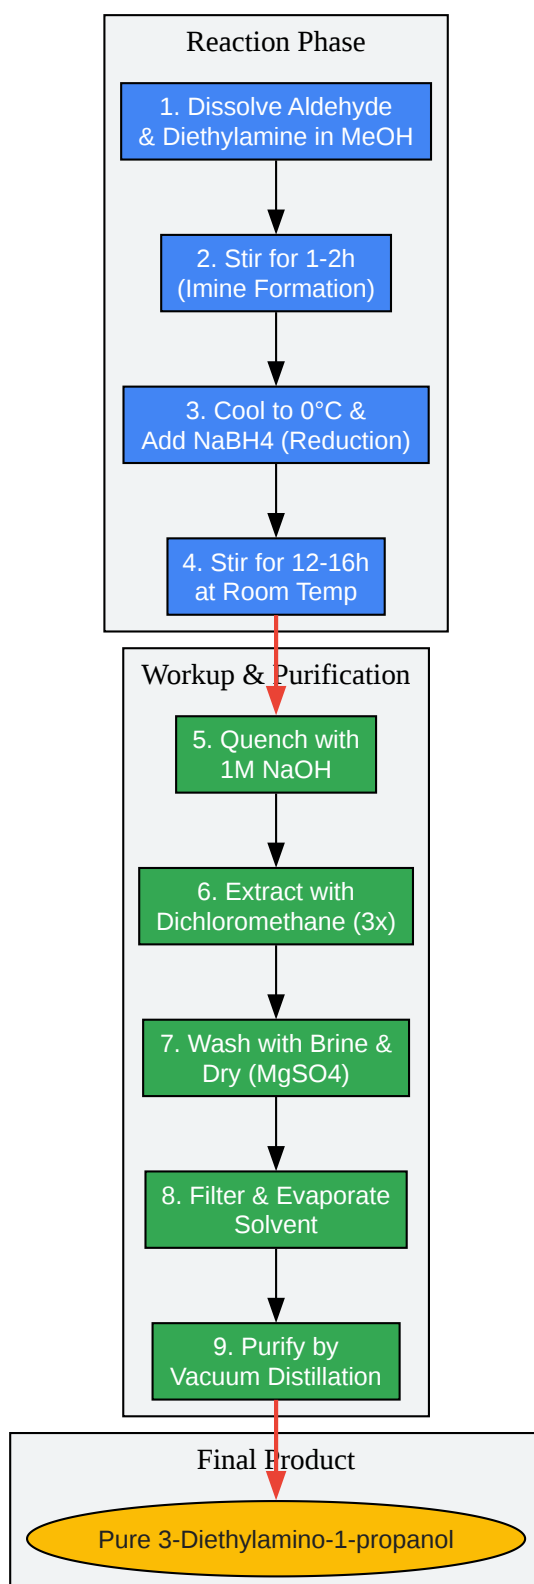 Reaction Phase
1. Dissolve Aldehyde
& Diethylamine in MeOH
2. Stir for 1-2h
(Imine Formation)
3. Cool to 0°C &
Add NaBH4 (Reduction)
4. Stir for 12-16h
at Room Temp
Workup & Purification
5. Quench with
1M NaOH
6. Extract with
Dichloromethane (3x)
7. Wash with Brine &
Dry (MgSO4)
8. Filter & Evaporate
Solvent
9. Purify by
Vacuum Distillation
Final Product
Pure 3-Diethylamino-1-propanol